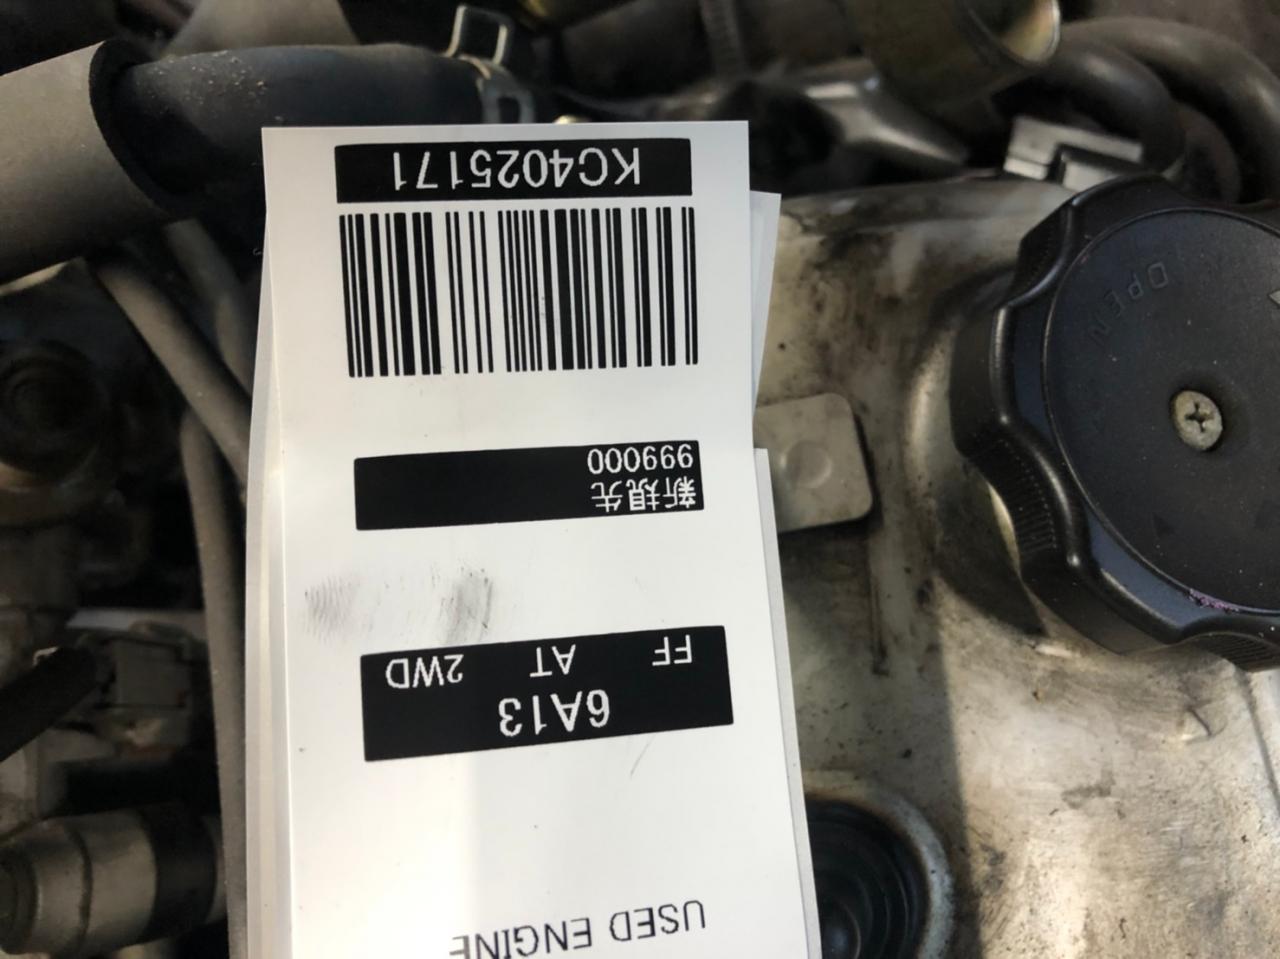 USED ENGINE
6A13
FF AT 2WD
新規先
999000
KC4025171
OPEN